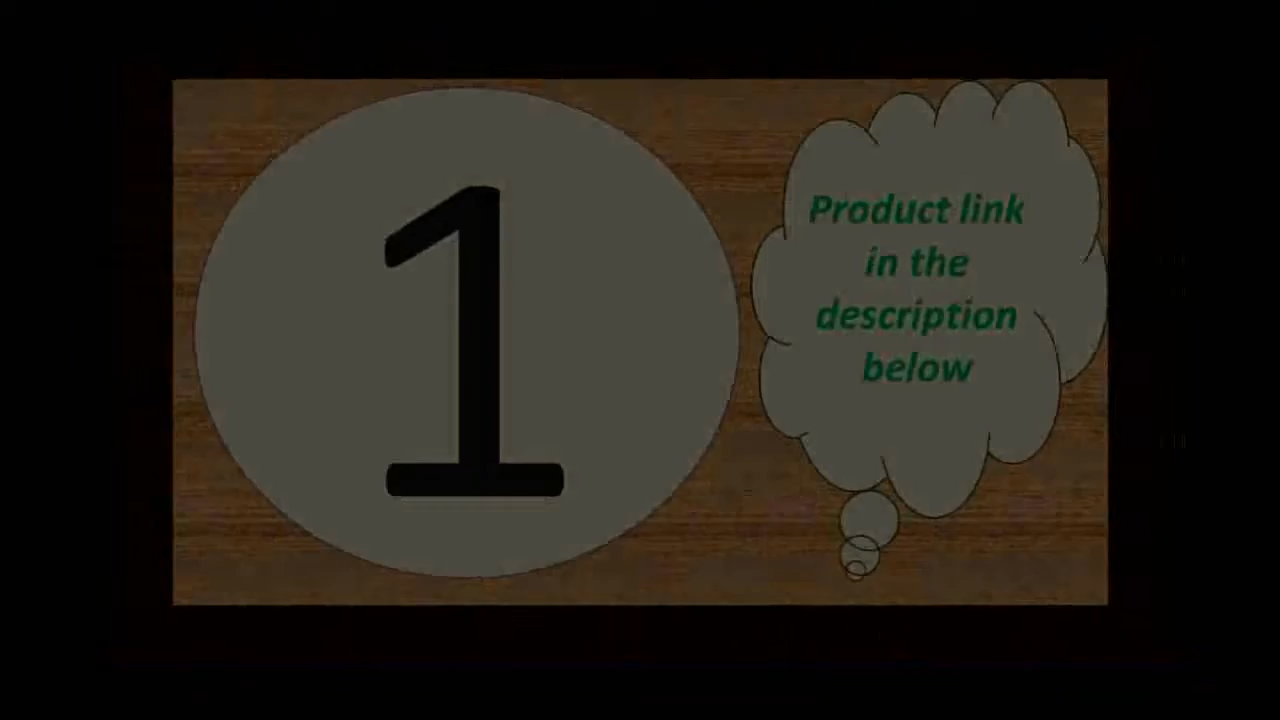 1
Product link
in the
description
below